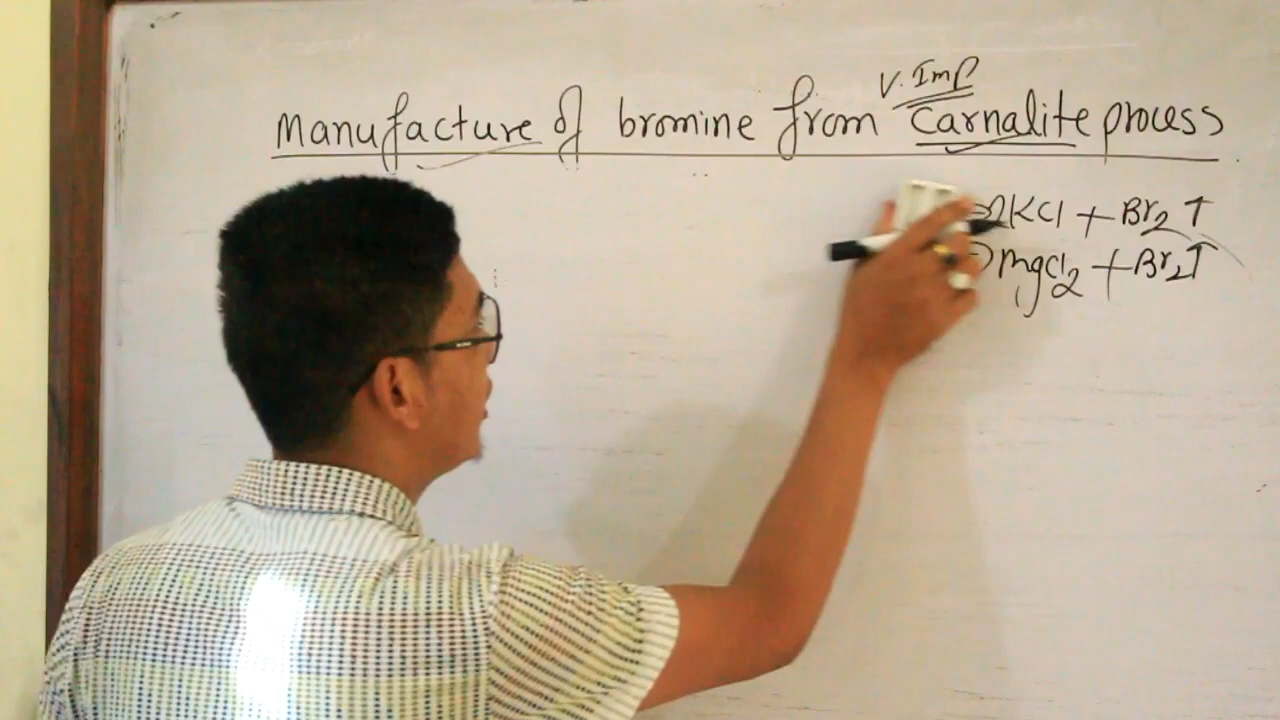 V. Imp
Manufacture of bromine from Carnalite process
2KCl + Br2 ↑
MgCl2 + Br2 ↑